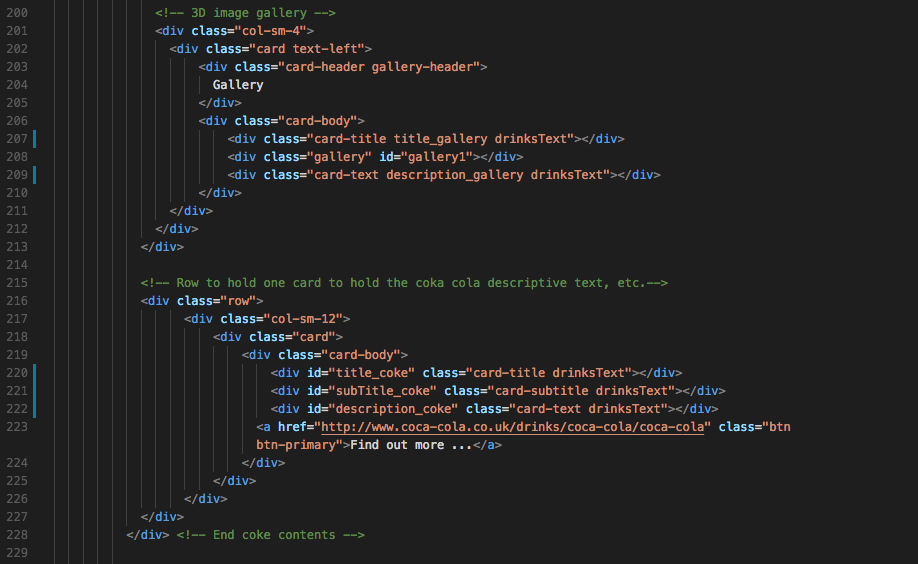 200 <!-- 3D image gallery -->
201 <div class="col-sm-4">
202 <div class="card text-left">
203 <div class="card-header gallery-header">
204 Gallery
205 </div>
206 <div class="card-body">
207 <div class="card-title title_gallery drinksText"></div>
208 <div class="gallery" id="gallery1"></div>
209 <div class="card-text description_gallery drinksText"></div>
210 </div>
211 </div>
212 </div>
213 </div>
214
215 <!-- Row to hold one card to hold the coka cola descriptive text, etc.-->
216 <div class="row">
217 <div class="col-sm-12">
218 <div class="card">
219 <div class="card-body">
220 <div id="title_coke" class="card-title drinksText"></div>
221 <div id="subTitle_coke" class="card-subtitle drinksText"></div>
222 <div id="description_coke" class="card-text drinksText"></div>
223 <a href="http://www.coca-cola.co.uk/drinks/coca-cola/coca-cola" class="btn
btn-primary">Find out more ...</a>
224 </div>
225 </div>
226 </div>
227 </div>
228 </div> <!-- End coke contents -->
229